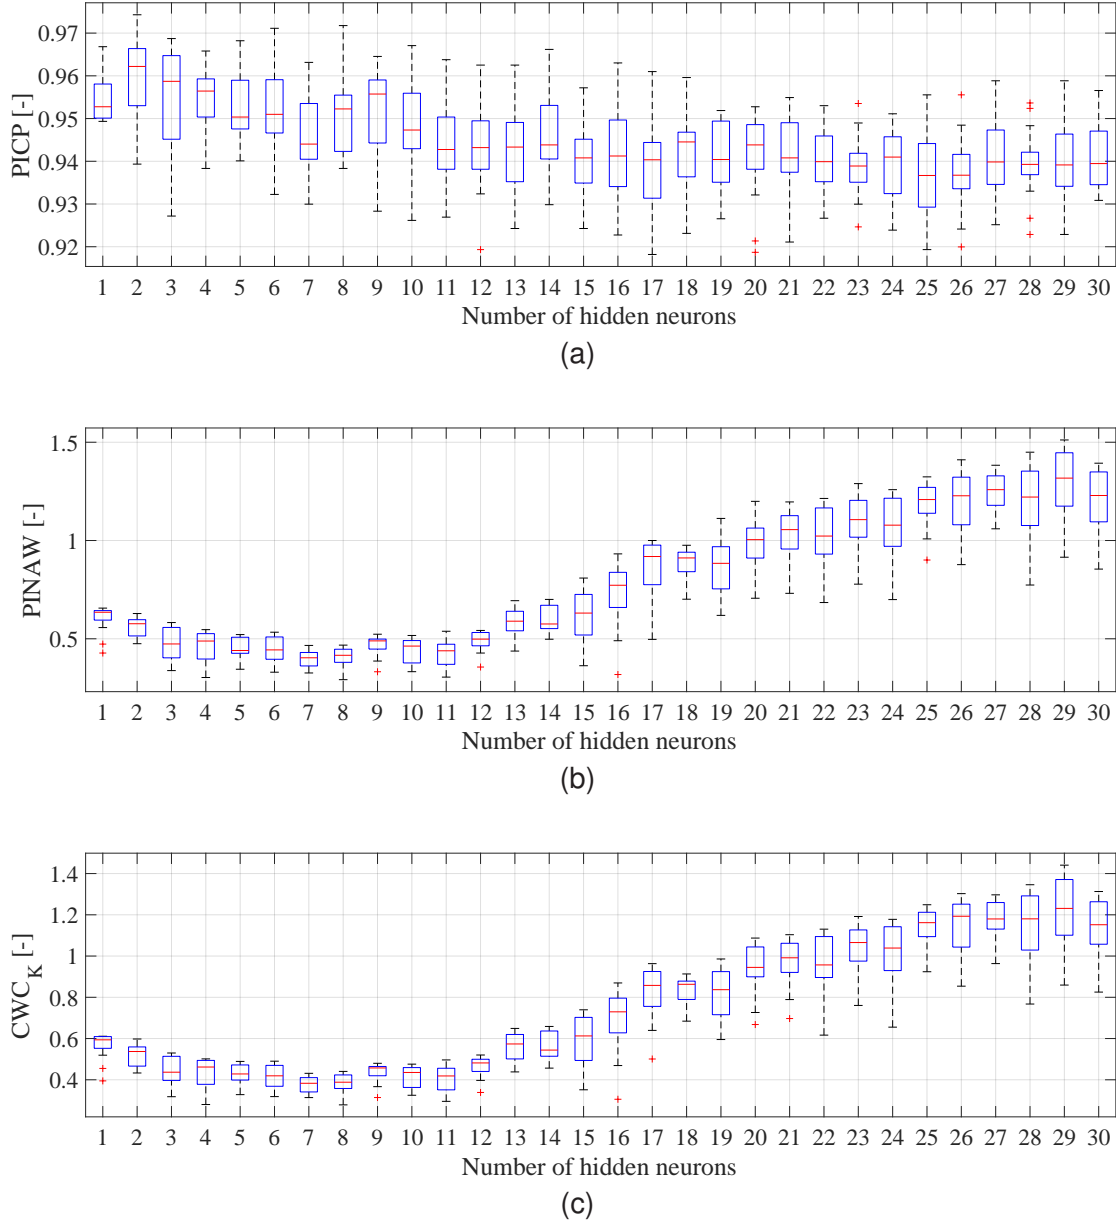 0.97
0.96
0.95
0.94
0.93
0.92
PICP [-]
1 2 3 4 5 6 7 8 9 10 11 12 13 14 15 16 17 18 19 20 21 22 23 24 25 26 27 28 29 30
Number of hidden neurons
(a)
1.5
1
0.5
PINAW [-]
1 2 3 4 5 6 7 8 9 10 11 12 13 14 15 16 17 18 19 20 21 22 23 24 25 26 27 28 29 30
Number of hidden neurons
(b)
1.4
1.2
1
0.8
0.6
0.4
CWC_K [-]
1 2 3 4 5 6 7 8 9 10 11 12 13 14 15 16 17 18 19 20 21 22 23 24 25 26 27 28 29 30
Number of hidden neurons
(c)